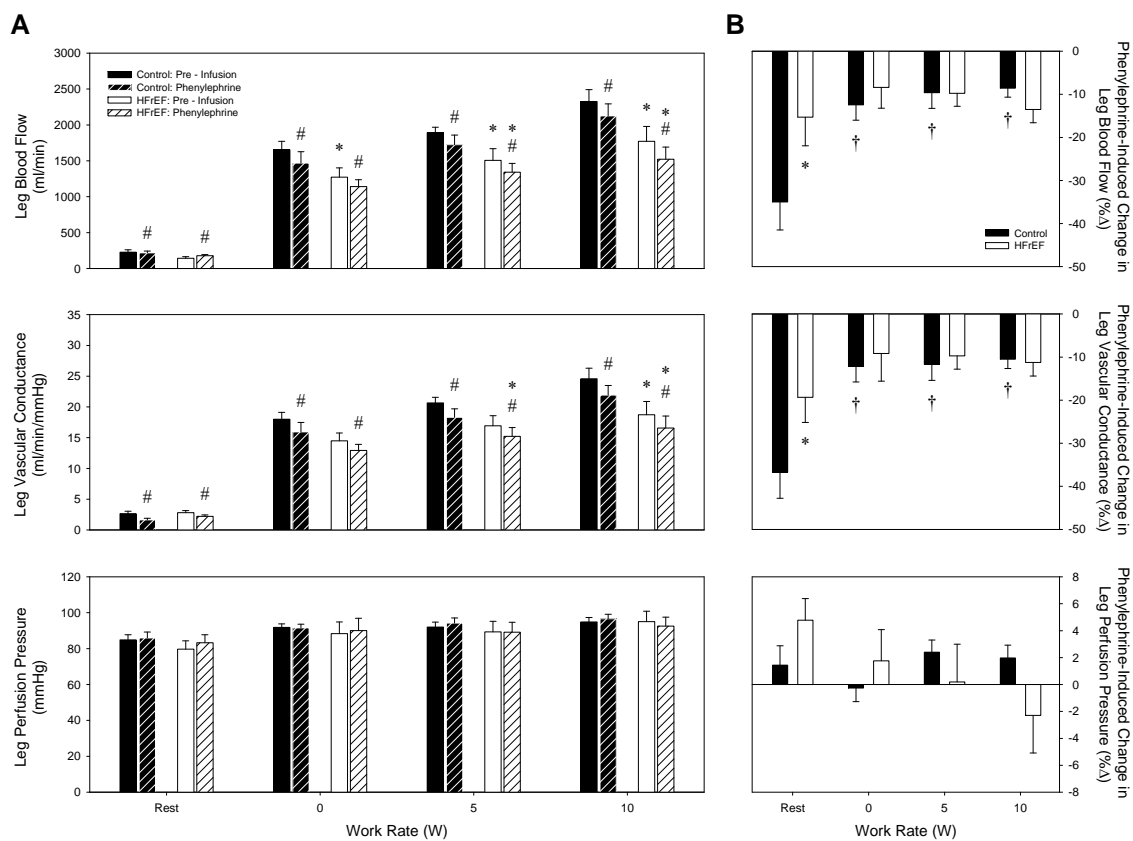 A
B
3000
2500
2000
1500
1000
500
0
Leg Blood Flow
(ml/min)
Control: Pre - Infusion
Control: Phenylephrine
HFrEF: Pre - Infusion
HFrEF: Phenylephrine
# # # * # # * * # # * * #
0
-10
-20
-30
-40
-50
Phenylephrine-Induced Change in
Leg Blood Flow
(%Δ)
Control
HFrEF
* † † †
35
30
25
20
15
10
5
0
Leg Vascular Conductance
(ml/min/mmHg)
# # # # # * # # * * #
0
-10
-20
-30
-40
-50
Phenylephrine-Induced Change in
Leg Vascular Conductance
(%Δ)
* † † †
120
100
80
60
40
20
0
Leg Perfusion Pressure
(mmHg)
Rest 0 5 10
Work Rate (W)
8
6
4
2
0
-2
-4
-6
-8
Phenylephrine-Induced Change in
Leg Perfusion Pressure
(%Δ)
Rest 0 5 10
Work Rate (W)